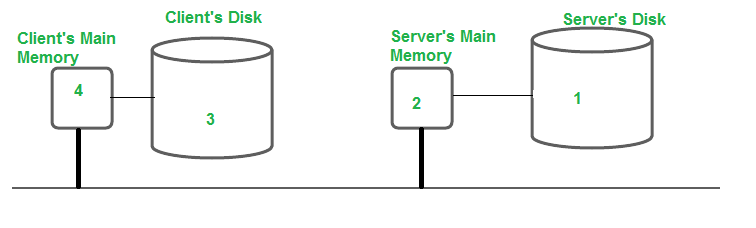 Client's Disk
Server's Disk
Client's Main
Memory
Server's Main
Memory
4
3
2
1